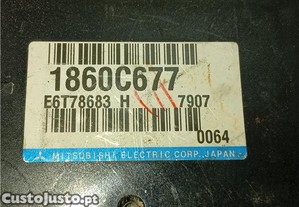 1860C677
E6T78683 H 7907
0064
MITSUBISHI ELECTRIC CORP. JAPAN
CustoJusto.pt